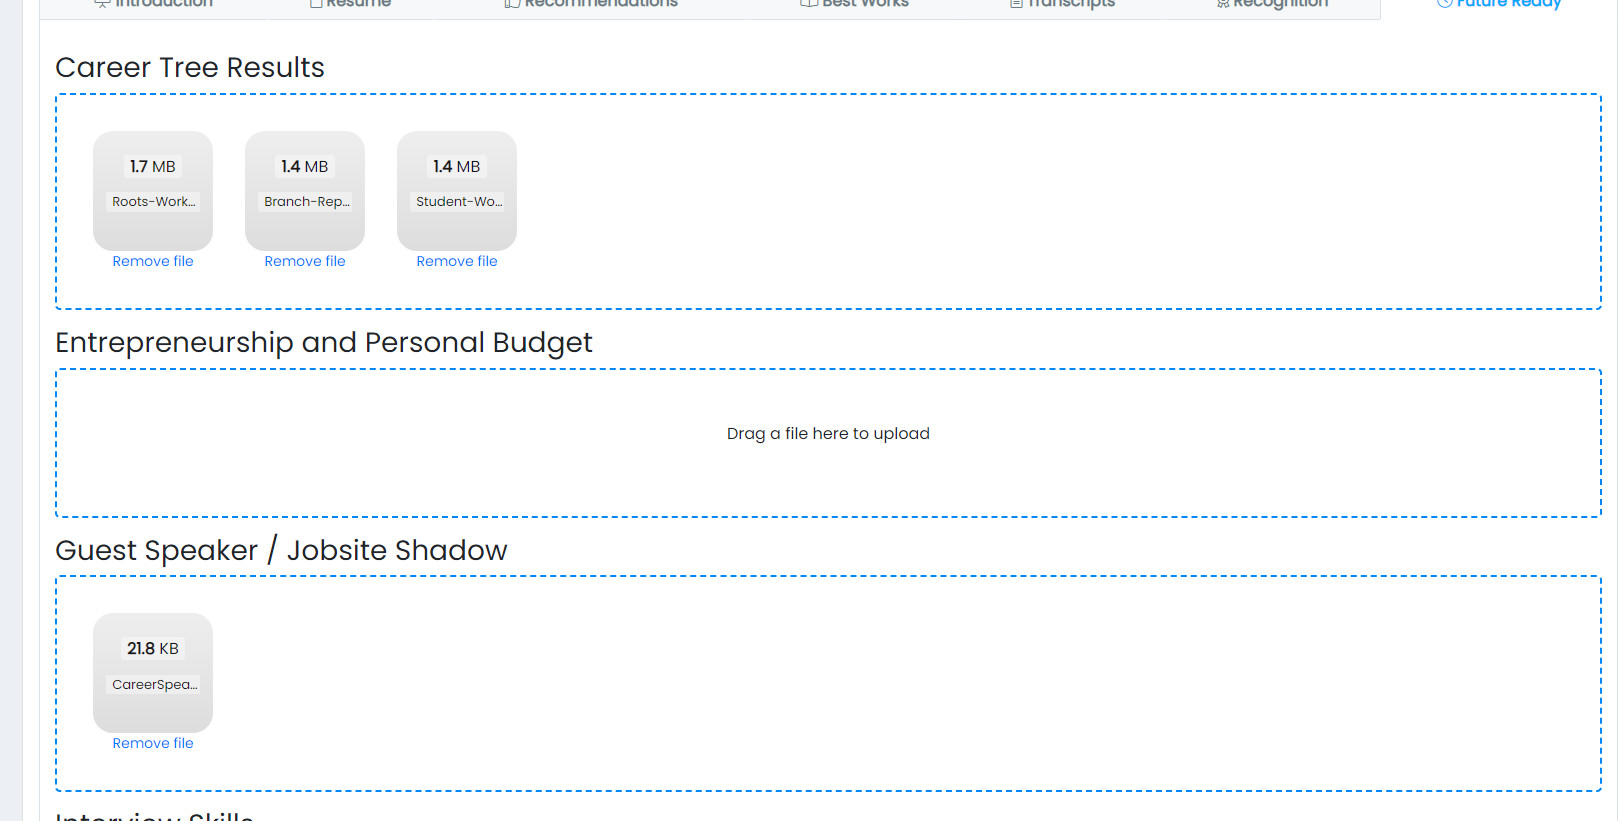 Introduction Resume Recommendations Best Works Transcripts Recognition Future Ready
Career Tree Results
1.7 MB 1.4 MB 1.4 MB
Roots-Work... Branch-Rep... Student-Wo...
Remove file Remove file Remove file
Entrepreneurship and Personal Budget
Drag a file here to upload
Guest Speaker / Jobsite Shadow
21.8 KB
CareerSpea...
Remove file
Interview Skills